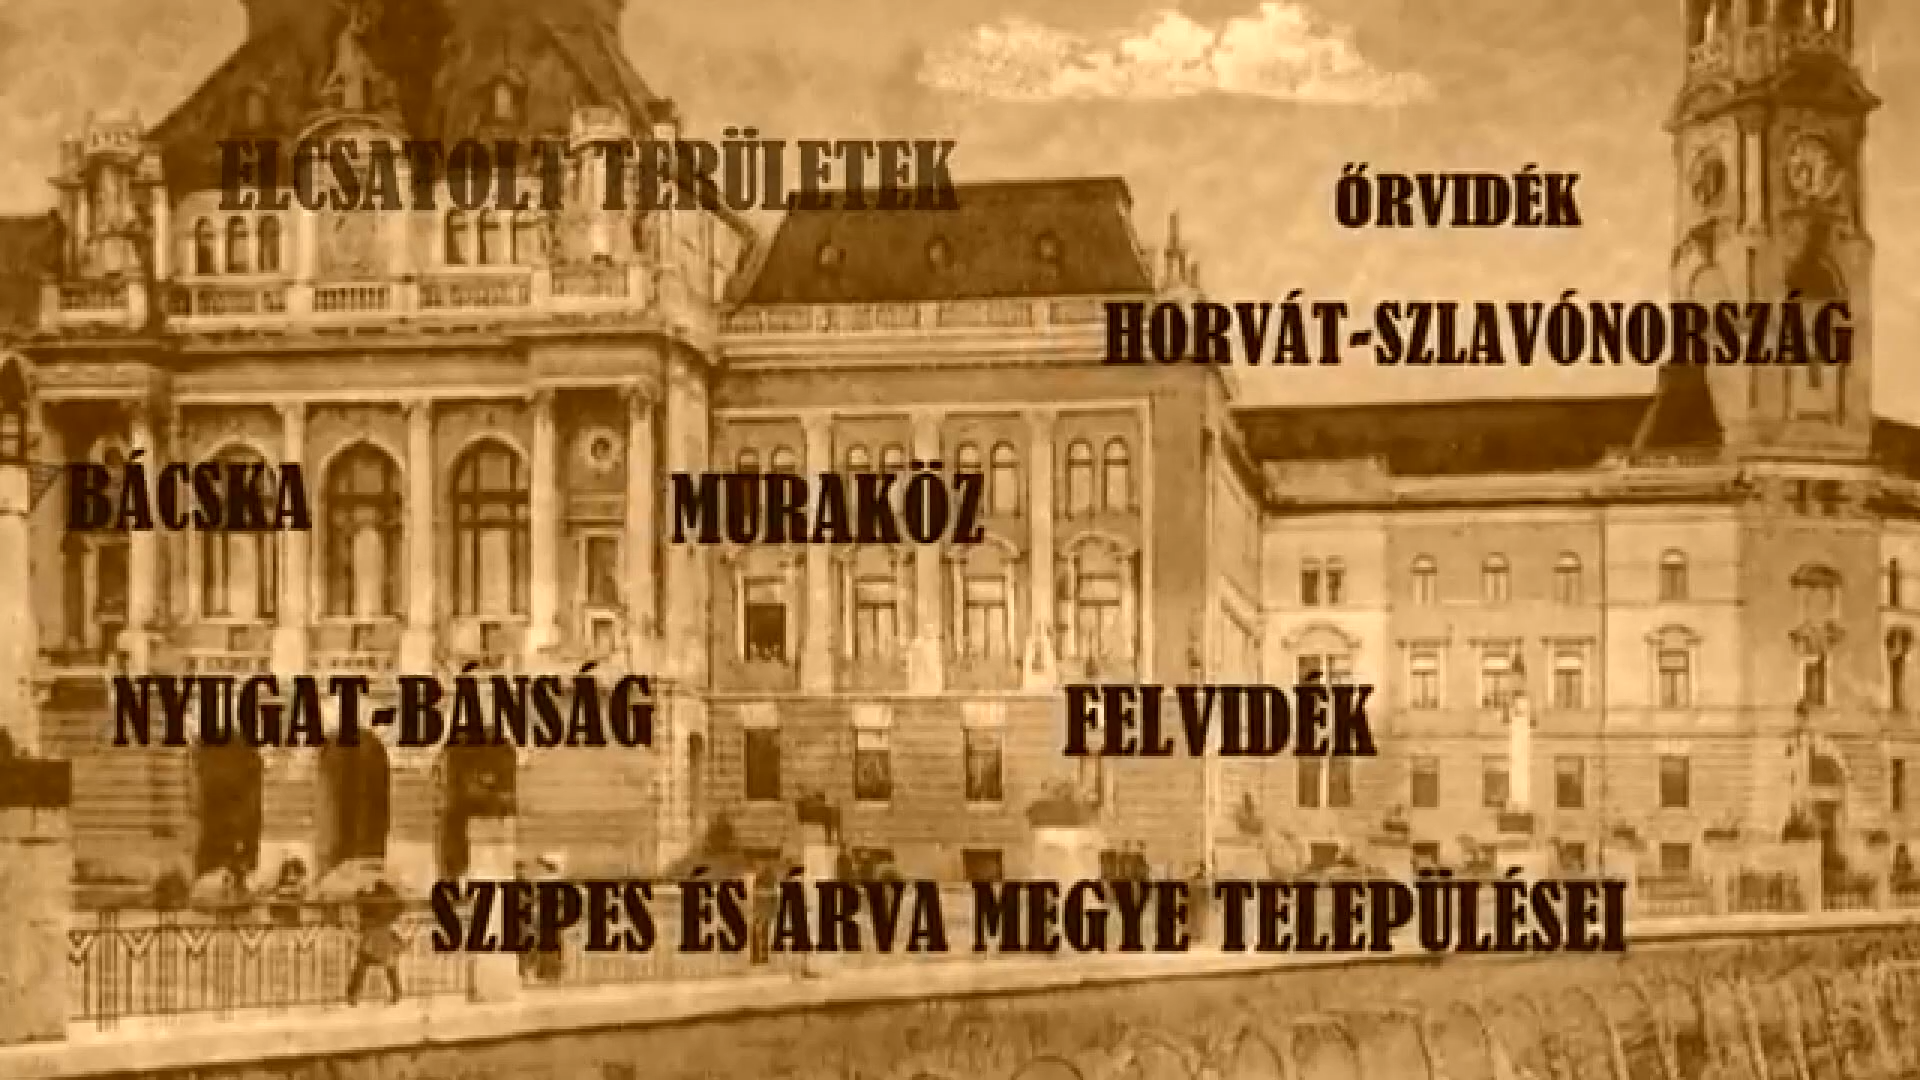 ELCSATOLT TERÜLETEK
ŐRVIDÉK
HORVÁT-SZLAVÓNORSZÁG
BÁCSKA
MURAKÖZ
NYUGAT-BÁNSÁG
FELVIDÉK
SZEPES ÉS ÁRVA MEGYE TELEPÜLÉSEI